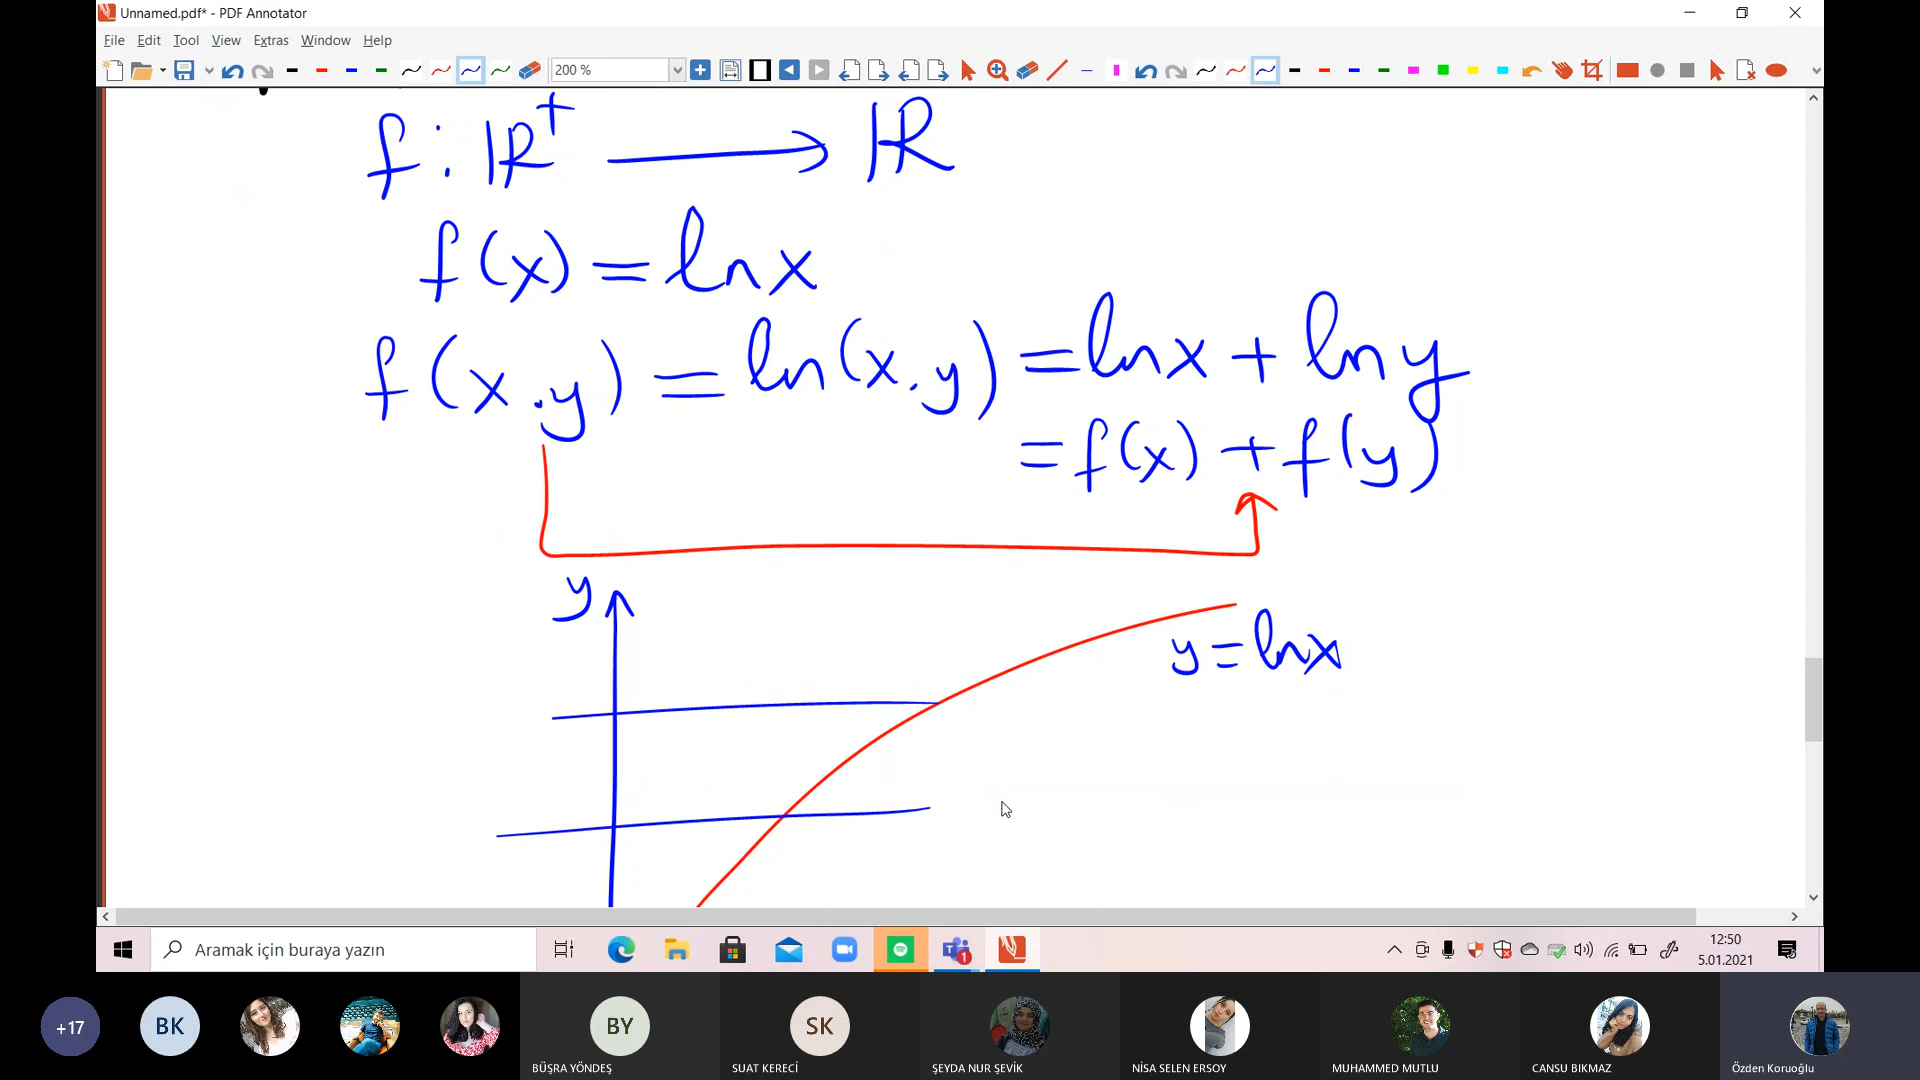 Unnamed.pdf* - PDF Annotator
File Edit Tool View Extras Window Help
200 %
f : ℝ⁺ ⟶ ℝ
f(x) = ln x
f(x.y) = ln(x.y) = ln x + ln y
= f(x) + f(y)
y
y = ln x
Aramak için buraya yazın
1
12:50
5.01.2021
+17
BK
BY
SK
BÜŞRA YÖNDEŞ
SUAT KERECİ
ŞEYDA NUR ŞEVİK
NİSA SELEN ERSOY
MUHAMMED MUTLU
CANSU BIKMAZ
Özden Koruoğlu